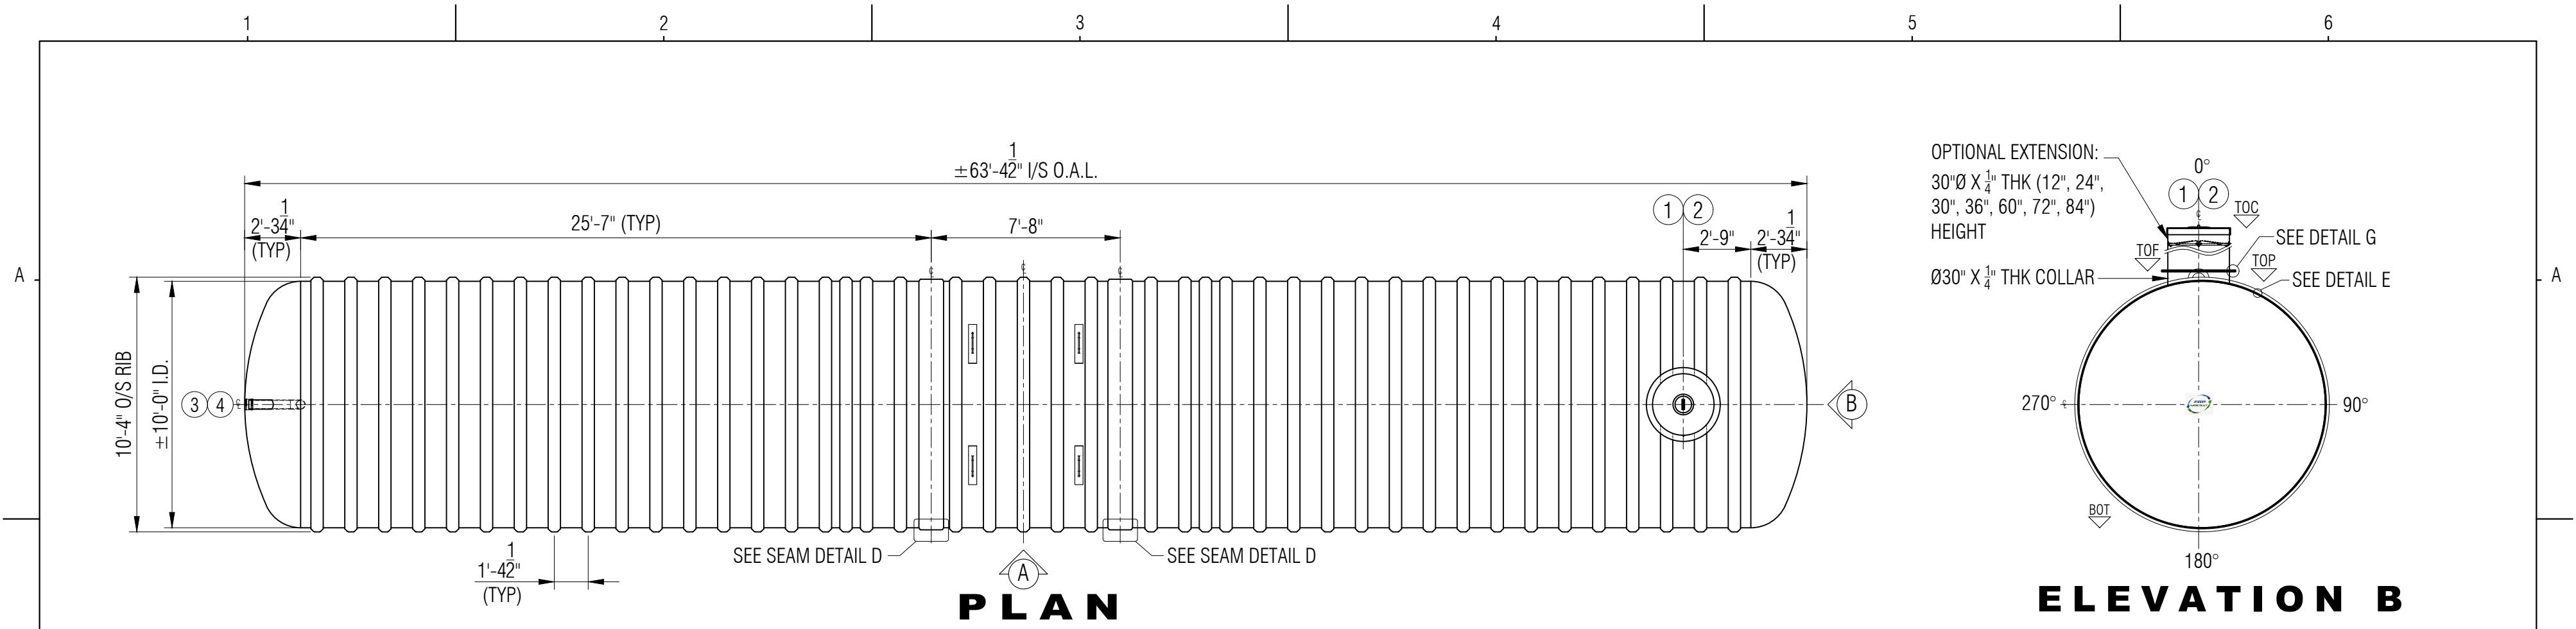 1 2 3 4 5 6
A A
±63'-4 1/2" I/S O.A.L.
2'-3 1/4"
(TYP)
25'-7" (TYP)
7'-8"
1 2
2'-9"
2'-3 1/4"
(TYP)
10'-4" O/S RIB
±10'-0" I.D.
3 4
B
SEE SEAM DETAIL D
SEE SEAM DETAIL D
1'-4 1/2"
(TYP)
A
PLAN
OPTIONAL EXTENSION:
30"Ø X 1/4" THK (12", 24",
30", 36", 60", 72", 84")
HEIGHT
Ø30" X 1/4" THK COLLAR
0°
1 2
TOC
SEE DETAIL G
TOF
TOP
SEE DETAIL E
270°
90°
BOT
180°
ELEVATION B